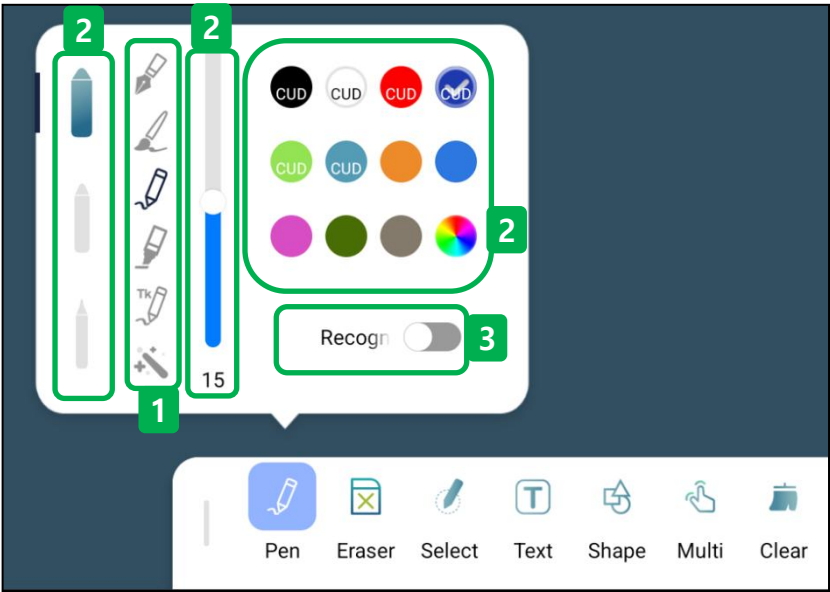 2
2
CUD
CUD
CUD
CUD
CUD
CUD
2
Tk
Recogn
3
15
1
T
Pen
Eraser
Select
Text
Shape
Multi
Clear